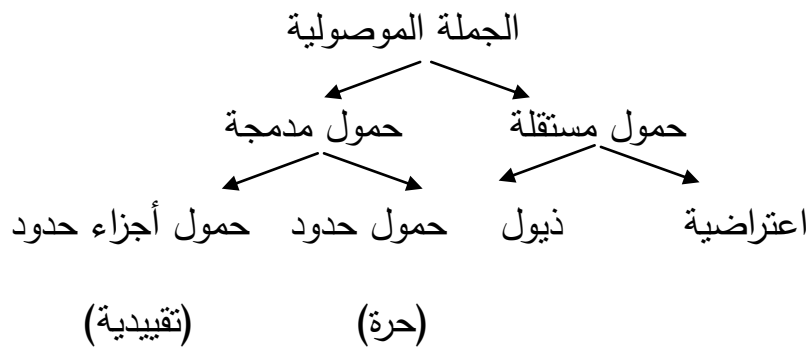 الجملة الموصولية
حمول مستقلة حمول مدمجة
اعتراضية ذيول حمول حدود حمول أجزاء حدود
(حرة) (تقييدية)